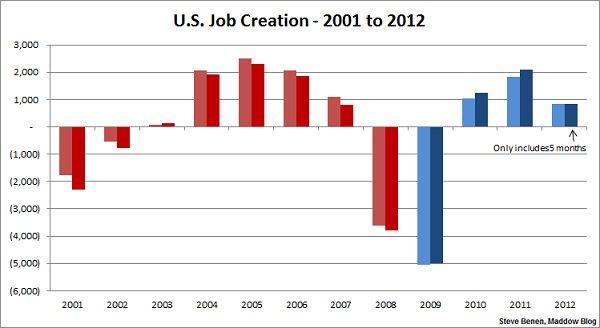 U.S. Job Creation - 2001 to 2012
3,000
2,000
1,000
-
(1,000)
(2,000)
(3,000)
(4,000)
(5,000)
(6,000)
Only includes5 months
2001 2002 2003 2004 2005 2006 2007 2008 2009 2010 2011 2012
Steve Benen, Maddow Blog